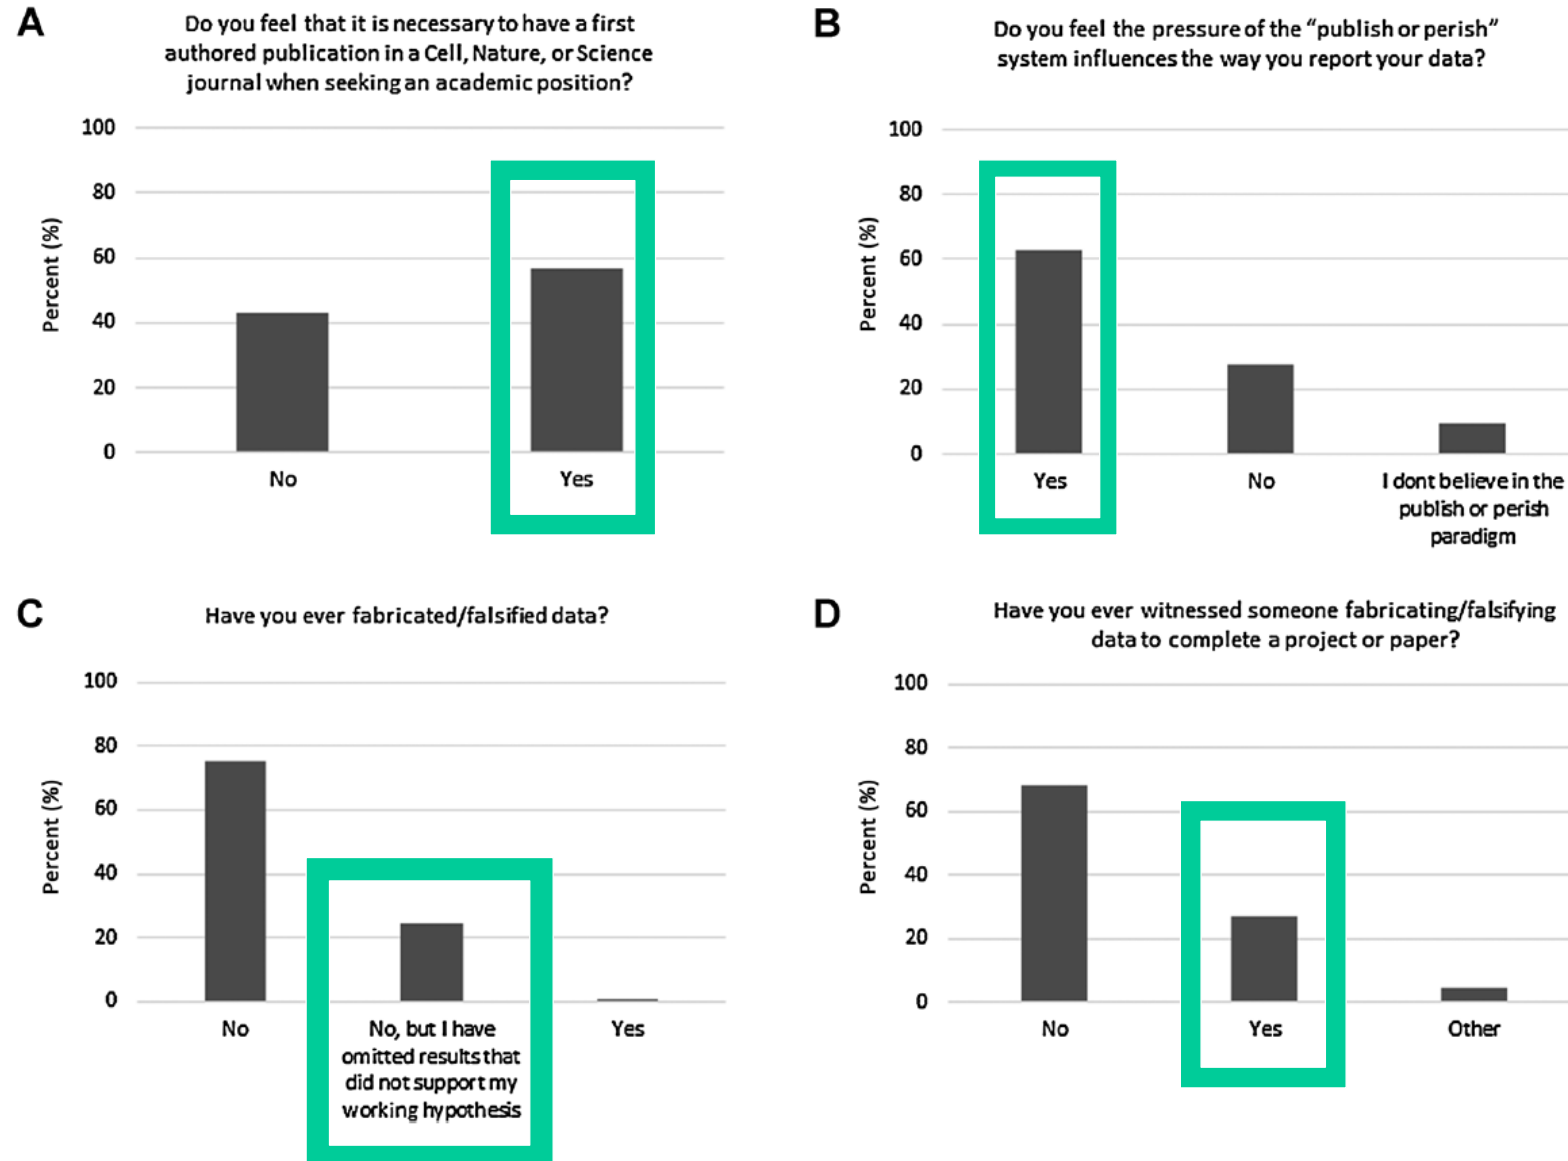 A
Do you feel that it is necessary to have a first
authored publication in a Cell, Nature, or Science
journal when seeking an academic position?
100
80
60
40
20
0
Percent (%)
No
Yes
B
Do you feel the pressure of the “publish or perish”
system influences the way you report your data?
100
80
60
40
20
0
Percent (%)
Yes
No
I dont believe in the
publish or perish
paradigm
C
Have you ever fabricated/falsified data?
100
80
60
40
20
0
Percent (%)
No
No, but I have
omitted results that
did not support my
working hypothesis
Yes
D
Have you ever witnessed someone fabricating/falsifying
data to complete a project or paper?
100
80
60
40
20
0
Percent (%)
No
Yes
Other